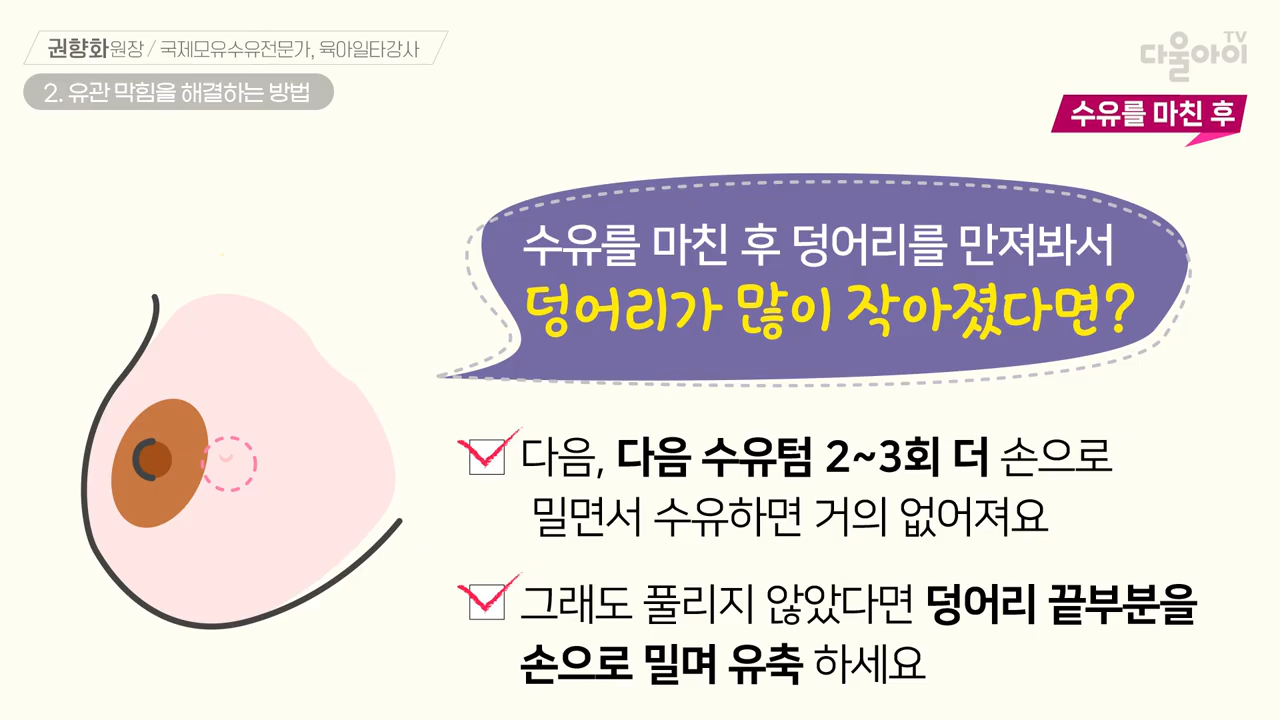 권향화원장 / 국제모유수유전문가, 육아일타강사
2. 유관 막힘을 해결하는 방법
다울아이 TV
수유를 마친 후
수유를 마친 후 덩어리를 만져봐서
덩어리가 많이 작아졌다면?
다음, 다음 수유텀 2~3회 더 손으로
밀면서 수유하면 거의 없어져요
그래도 풀리지 않았다면 덩어리 끝부분을
손으로 밀며 유축 하세요